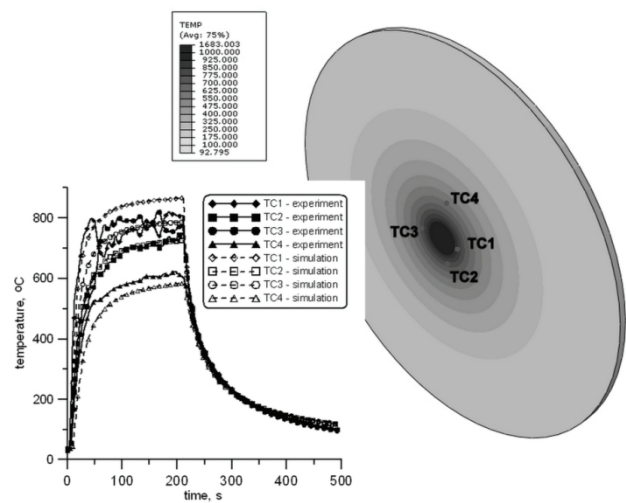 TEMP
(Avg: 75%)
1683.003
1000.000
925.000
850.000
775.000
700.000
625.000
550.000
475.000
400.000
325.000
250.000
175.000
100.000
92.795
TC4
TC3
TC1
TC2
TC1 - experiment
TC2 - experiment
TC3 - experiment
TC4 - experiment
TC1 - simulation
TC2 - simulation
TC3 - simulation
TC4 - simulation
temperature, oC
800
600
400
200
0
0 100 200 300 400 500
time, s